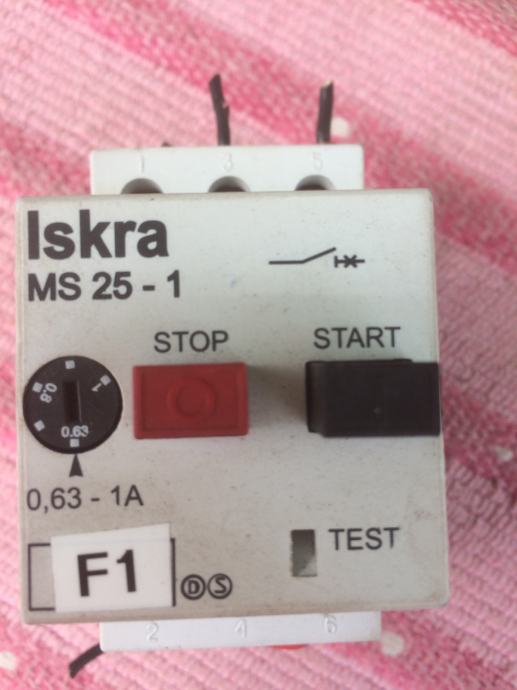 1 3 5
Iskra
MS 25 - 1
STOP START
1
0.8
0.63
0,63 - 1A
TEST
F1
D S
2 4 6